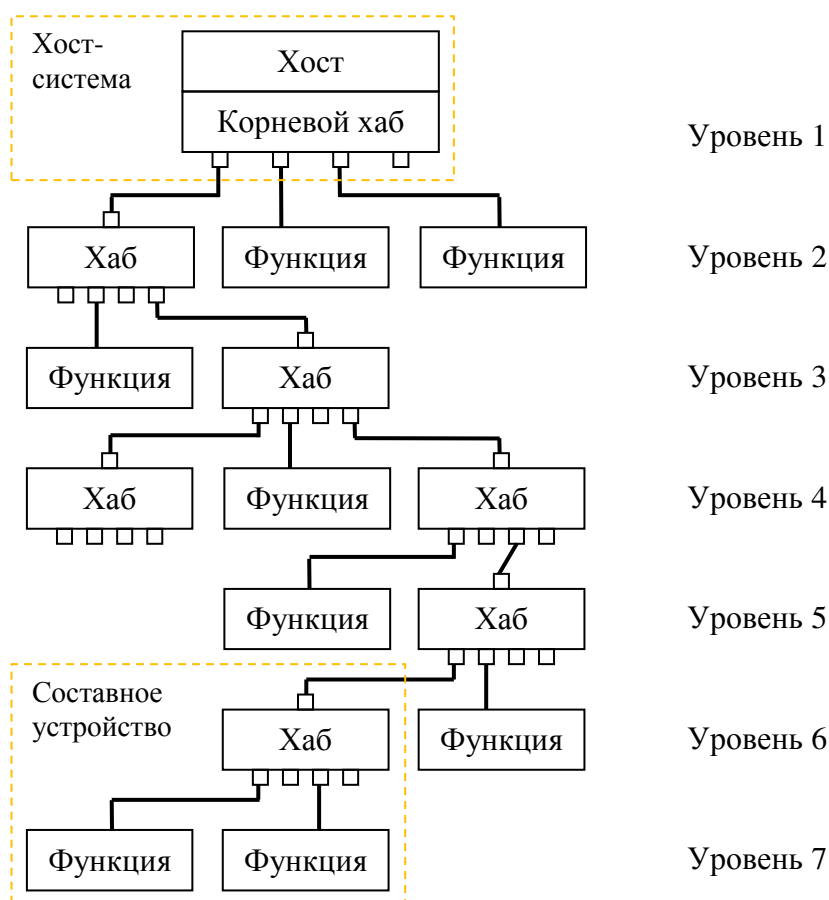 Хост-
система
Хост
Корневой хаб
Уровень 1
Хаб
Функция
Функция
Уровень 2
Функция
Хаб
Уровень 3
Хаб
Функция
Хаб
Уровень 4
Функция
Хаб
Уровень 5
Составное
устройство
Хаб
Функция
Уровень 6
Функция
Функция
Уровень 7